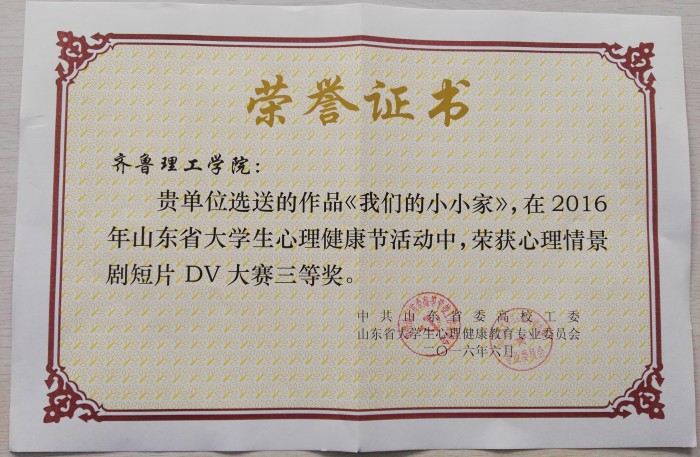 荣誉证书
齐鲁理工学院：
贵单位选送的作品《我们的小小家》，在2016
年山东省大学生心理健康节活动中，荣获心理情景
剧短片 DV 大赛三等奖。
中共山东省委高校工委
山东省大学生心理健康教育专业委员会
二〇一六年六月